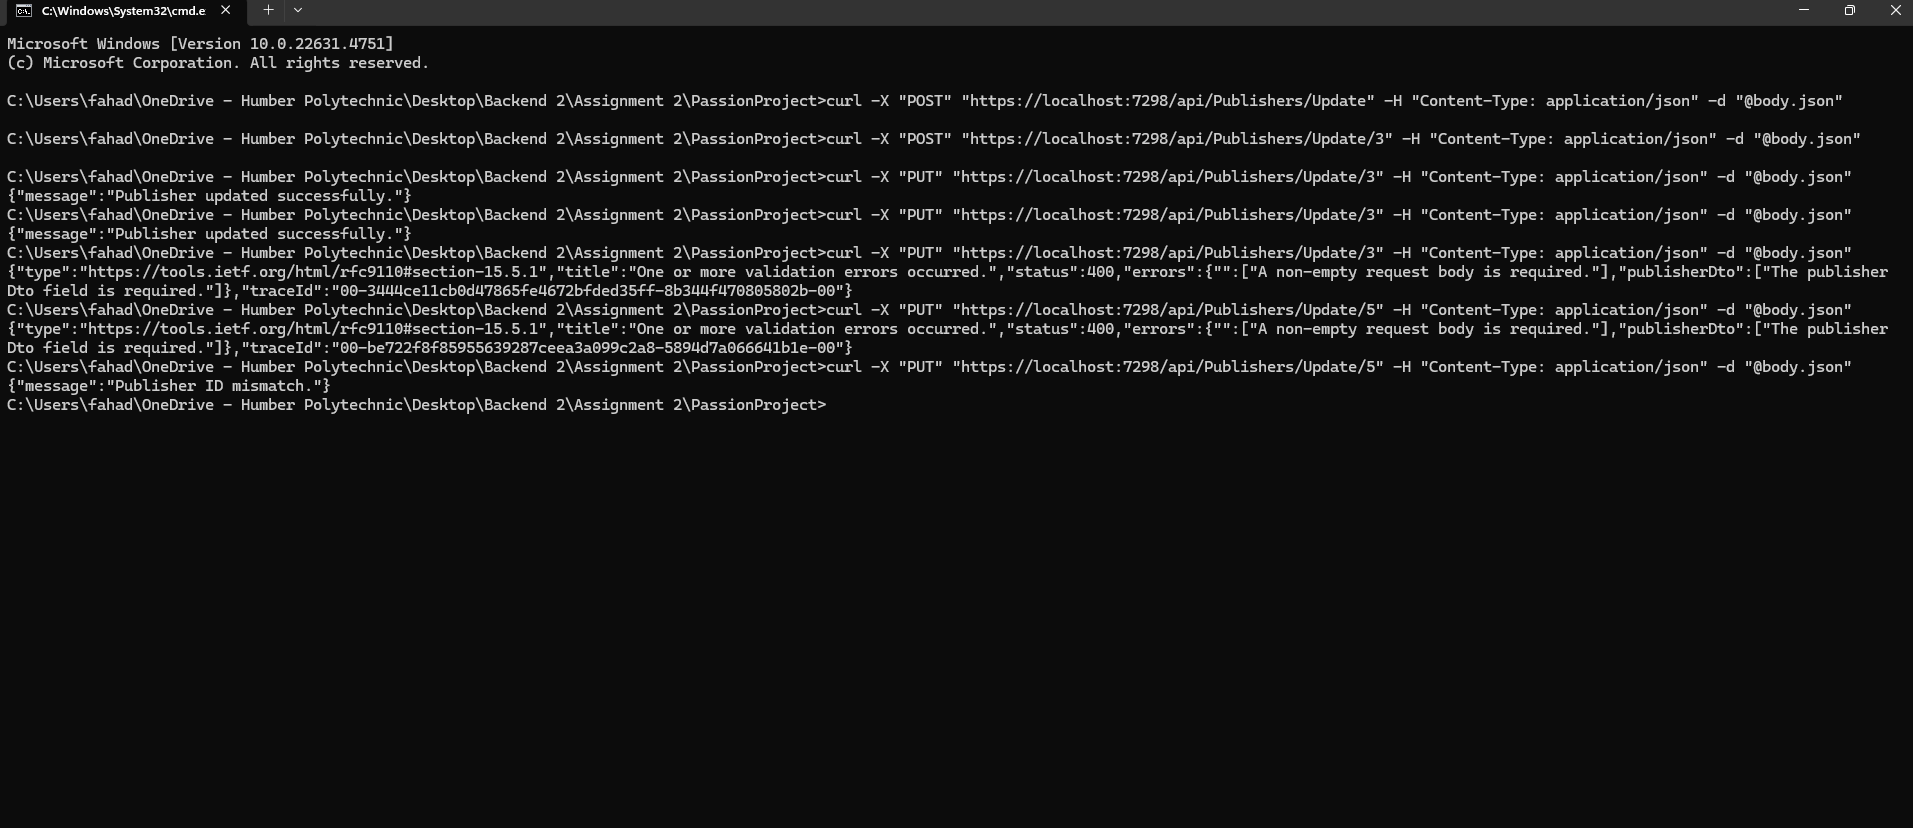 C:\Windows\System32\cmd.e
Microsoft Windows [Version 10.0.22631.4751]
(c) Microsoft Corporation. All rights reserved.
C:\Users\fahad\OneDrive - Humber Polytechnic\Desktop\Backend 2\Assignment 2\PassionProject>curl -X "POST" "https://localhost:7298/api/Publishers/Update" -H "Content-Type: application/json" -d "@body.json"
C:\Users\fahad\OneDrive - Humber Polytechnic\Desktop\Backend 2\Assignment 2\PassionProject>curl -X "POST" "https://localhost:7298/api/Publishers/Update/3" -H "Content-Type: application/json" -d "@body.json"
C:\Users\fahad\OneDrive - Humber Polytechnic\Desktop\Backend 2\Assignment 2\PassionProject>curl -X "PUT" "https://localhost:7298/api/Publishers/Update/3" -H "Content-Type: application/json" -d "@body.json"
{"message":"Publisher updated successfully."}
C:\Users\fahad\OneDrive - Humber Polytechnic\Desktop\Backend 2\Assignment 2\PassionProject>curl -X "PUT" "https://localhost:7298/api/Publishers/Update/3" -H "Content-Type: application/json" -d "@body.json"
{"message":"Publisher updated successfully."}
C:\Users\fahad\OneDrive - Humber Polytechnic\Desktop\Backend 2\Assignment 2\PassionProject>curl -X "PUT" "https://localhost:7298/api/Publishers/Update/3" -H "Content-Type: application/json" -d "@body.json"
{"type":"https://tools.ietf.org/html/rfc9110#section-15.5.1","title":"One or more validation errors occurred.","status":400,"errors":{"":["A non-empty request body is required."],"publisherDto":["The publisher
Dto field is required."]},"traceId":"00-3444ce11cb0d47865fe4672bfded35ff-8b344f470805802b-00"}
C:\Users\fahad\OneDrive - Humber Polytechnic\Desktop\Backend 2\Assignment 2\PassionProject>curl -X "PUT" "https://localhost:7298/api/Publishers/Update/5" -H "Content-Type: application/json" -d "@body.json"
{"type":"https://tools.ietf.org/html/rfc9110#section-15.5.1","title":"One or more validation errors occurred.","status":400,"errors":{"":["A non-empty request body is required."],"publisherDto":["The publisher
Dto field is required."]},"traceId":"00-be722f8f85955639287ceea3a099c2a8-5894d7a066641b1e-00"}
C:\Users\fahad\OneDrive - Humber Polytechnic\Desktop\Backend 2\Assignment 2\PassionProject>curl -X "PUT" "https://localhost:7298/api/Publishers/Update/5" -H "Content-Type: application/json" -d "@body.json"
{"message":"Publisher ID mismatch."}
C:\Users\fahad\OneDrive - Humber Polytechnic\Desktop\Backend 2\Assignment 2\PassionProject>